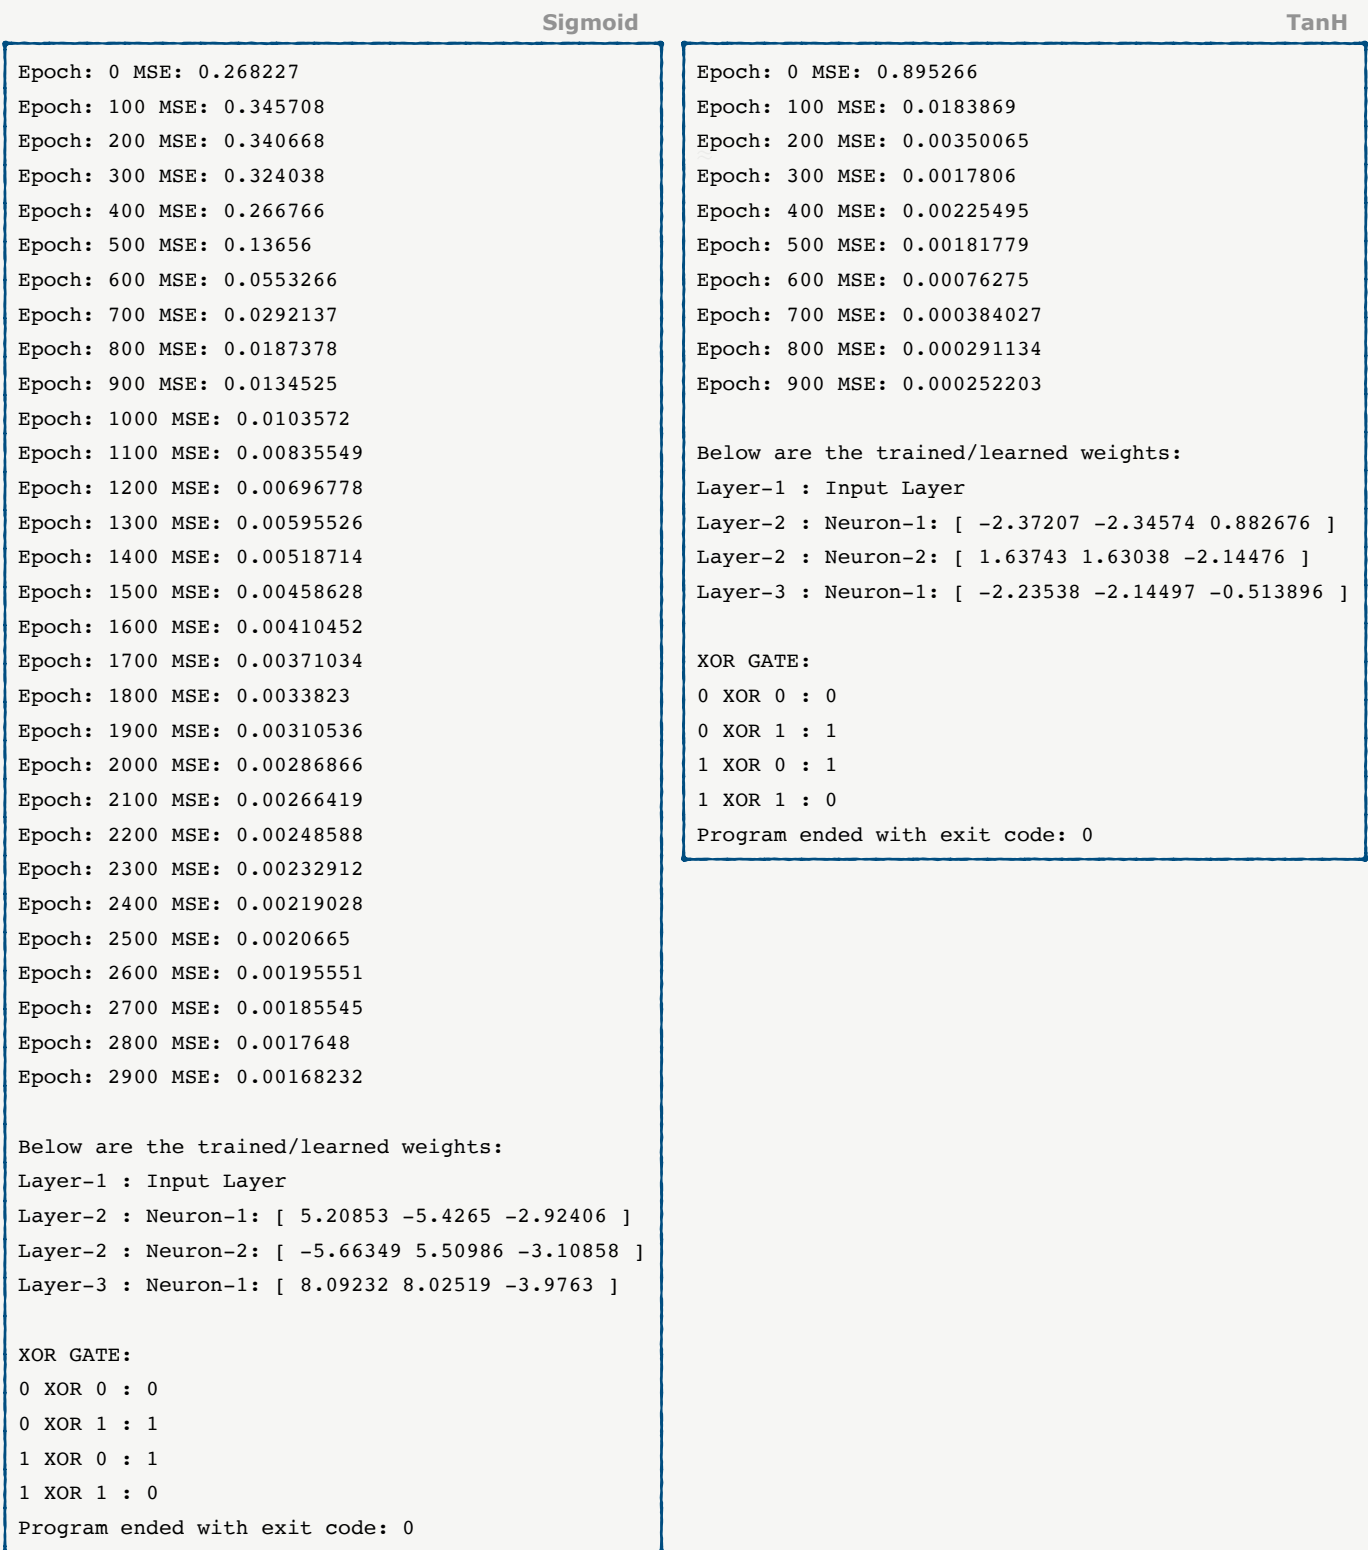 Sigmoid
Epoch: 0 MSE: 0.268227
Epoch: 100 MSE: 0.345708
Epoch: 200 MSE: 0.340668
Epoch: 300 MSE: 0.324038
Epoch: 400 MSE: 0.266766
Epoch: 500 MSE: 0.13656
Epoch: 600 MSE: 0.0553266
Epoch: 700 MSE: 0.0292137
Epoch: 800 MSE: 0.0187378
Epoch: 900 MSE: 0.0134525
Epoch: 1000 MSE: 0.0103572
Epoch: 1100 MSE: 0.00835549
Epoch: 1200 MSE: 0.00696778
Epoch: 1300 MSE: 0.00595526
Epoch: 1400 MSE: 0.00518714
Epoch: 1500 MSE: 0.00458628
Epoch: 1600 MSE: 0.00410452
Epoch: 1700 MSE: 0.00371034
Epoch: 1800 MSE: 0.0033823
Epoch: 1900 MSE: 0.00310536
Epoch: 2000 MSE: 0.00286866
Epoch: 2100 MSE: 0.00266419
Epoch: 2200 MSE: 0.00248588
Epoch: 2300 MSE: 0.00232912
Epoch: 2400 MSE: 0.00219028
Epoch: 2500 MSE: 0.0020665
Epoch: 2600 MSE: 0.00195551
Epoch: 2700 MSE: 0.00185545
Epoch: 2800 MSE: 0.0017648
Epoch: 2900 MSE: 0.00168232
Below are the trained/learned weights:
Layer-1 : Input Layer
Layer-2 : Neuron-1: [ 5.20853 -5.4265 -2.92406 ]
Layer-2 : Neuron-2: [ -5.66349 5.50986 -3.10858 ]
Layer-3 : Neuron-1: [ 8.09232 8.02519 -3.9763 ]
XOR GATE:
0 XOR 0 : 0
0 XOR 1 : 1
1 XOR 0 : 1
1 XOR 1 : 0
Program ended with exit code: 0
TanH
Epoch: 0 MSE: 0.895266
Epoch: 100 MSE: 0.0183869
Epoch: 200 MSE: 0.00350065
Epoch: 300 MSE: 0.0017806
Epoch: 400 MSE: 0.00225495
Epoch: 500 MSE: 0.00181779
Epoch: 600 MSE: 0.00076275
Epoch: 700 MSE: 0.000384027
Epoch: 800 MSE: 0.000291134
Epoch: 900 MSE: 0.000252203
Below are the trained/learned weights:
Layer-1 : Input Layer
Layer-2 : Neuron-1: [ -2.37207 -2.34574 0.882676 ]
Layer-2 : Neuron-2: [ 1.63743 1.63038 -2.14476 ]
Layer-3 : Neuron-1: [ -2.23538 -2.14497 -0.513896 ]
XOR GATE:
0 XOR 0 : 0
0 XOR 1 : 1
1 XOR 0 : 1
1 XOR 1 : 0
Program ended with exit code: 0